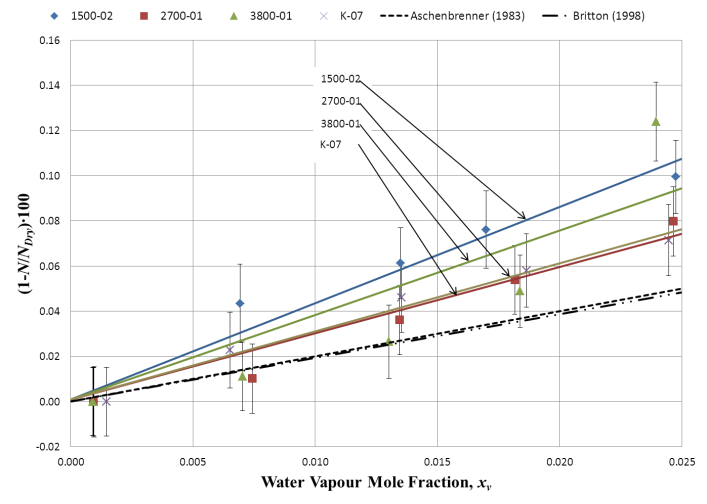 1500-02 2700-01 3800-01 K-07 Aschenbrenner (1983) Britton (1998)
0.16
0.14
0.12
0.10
0.08
0.06
0.04
0.02
0.00
-0.02
(1-N/N_Dry)·100
1500-02
2700-01
3800-01
K-07
0.000 0.005 0.010 0.015 0.020 0.025
Water Vapour Mole Fraction, x_v